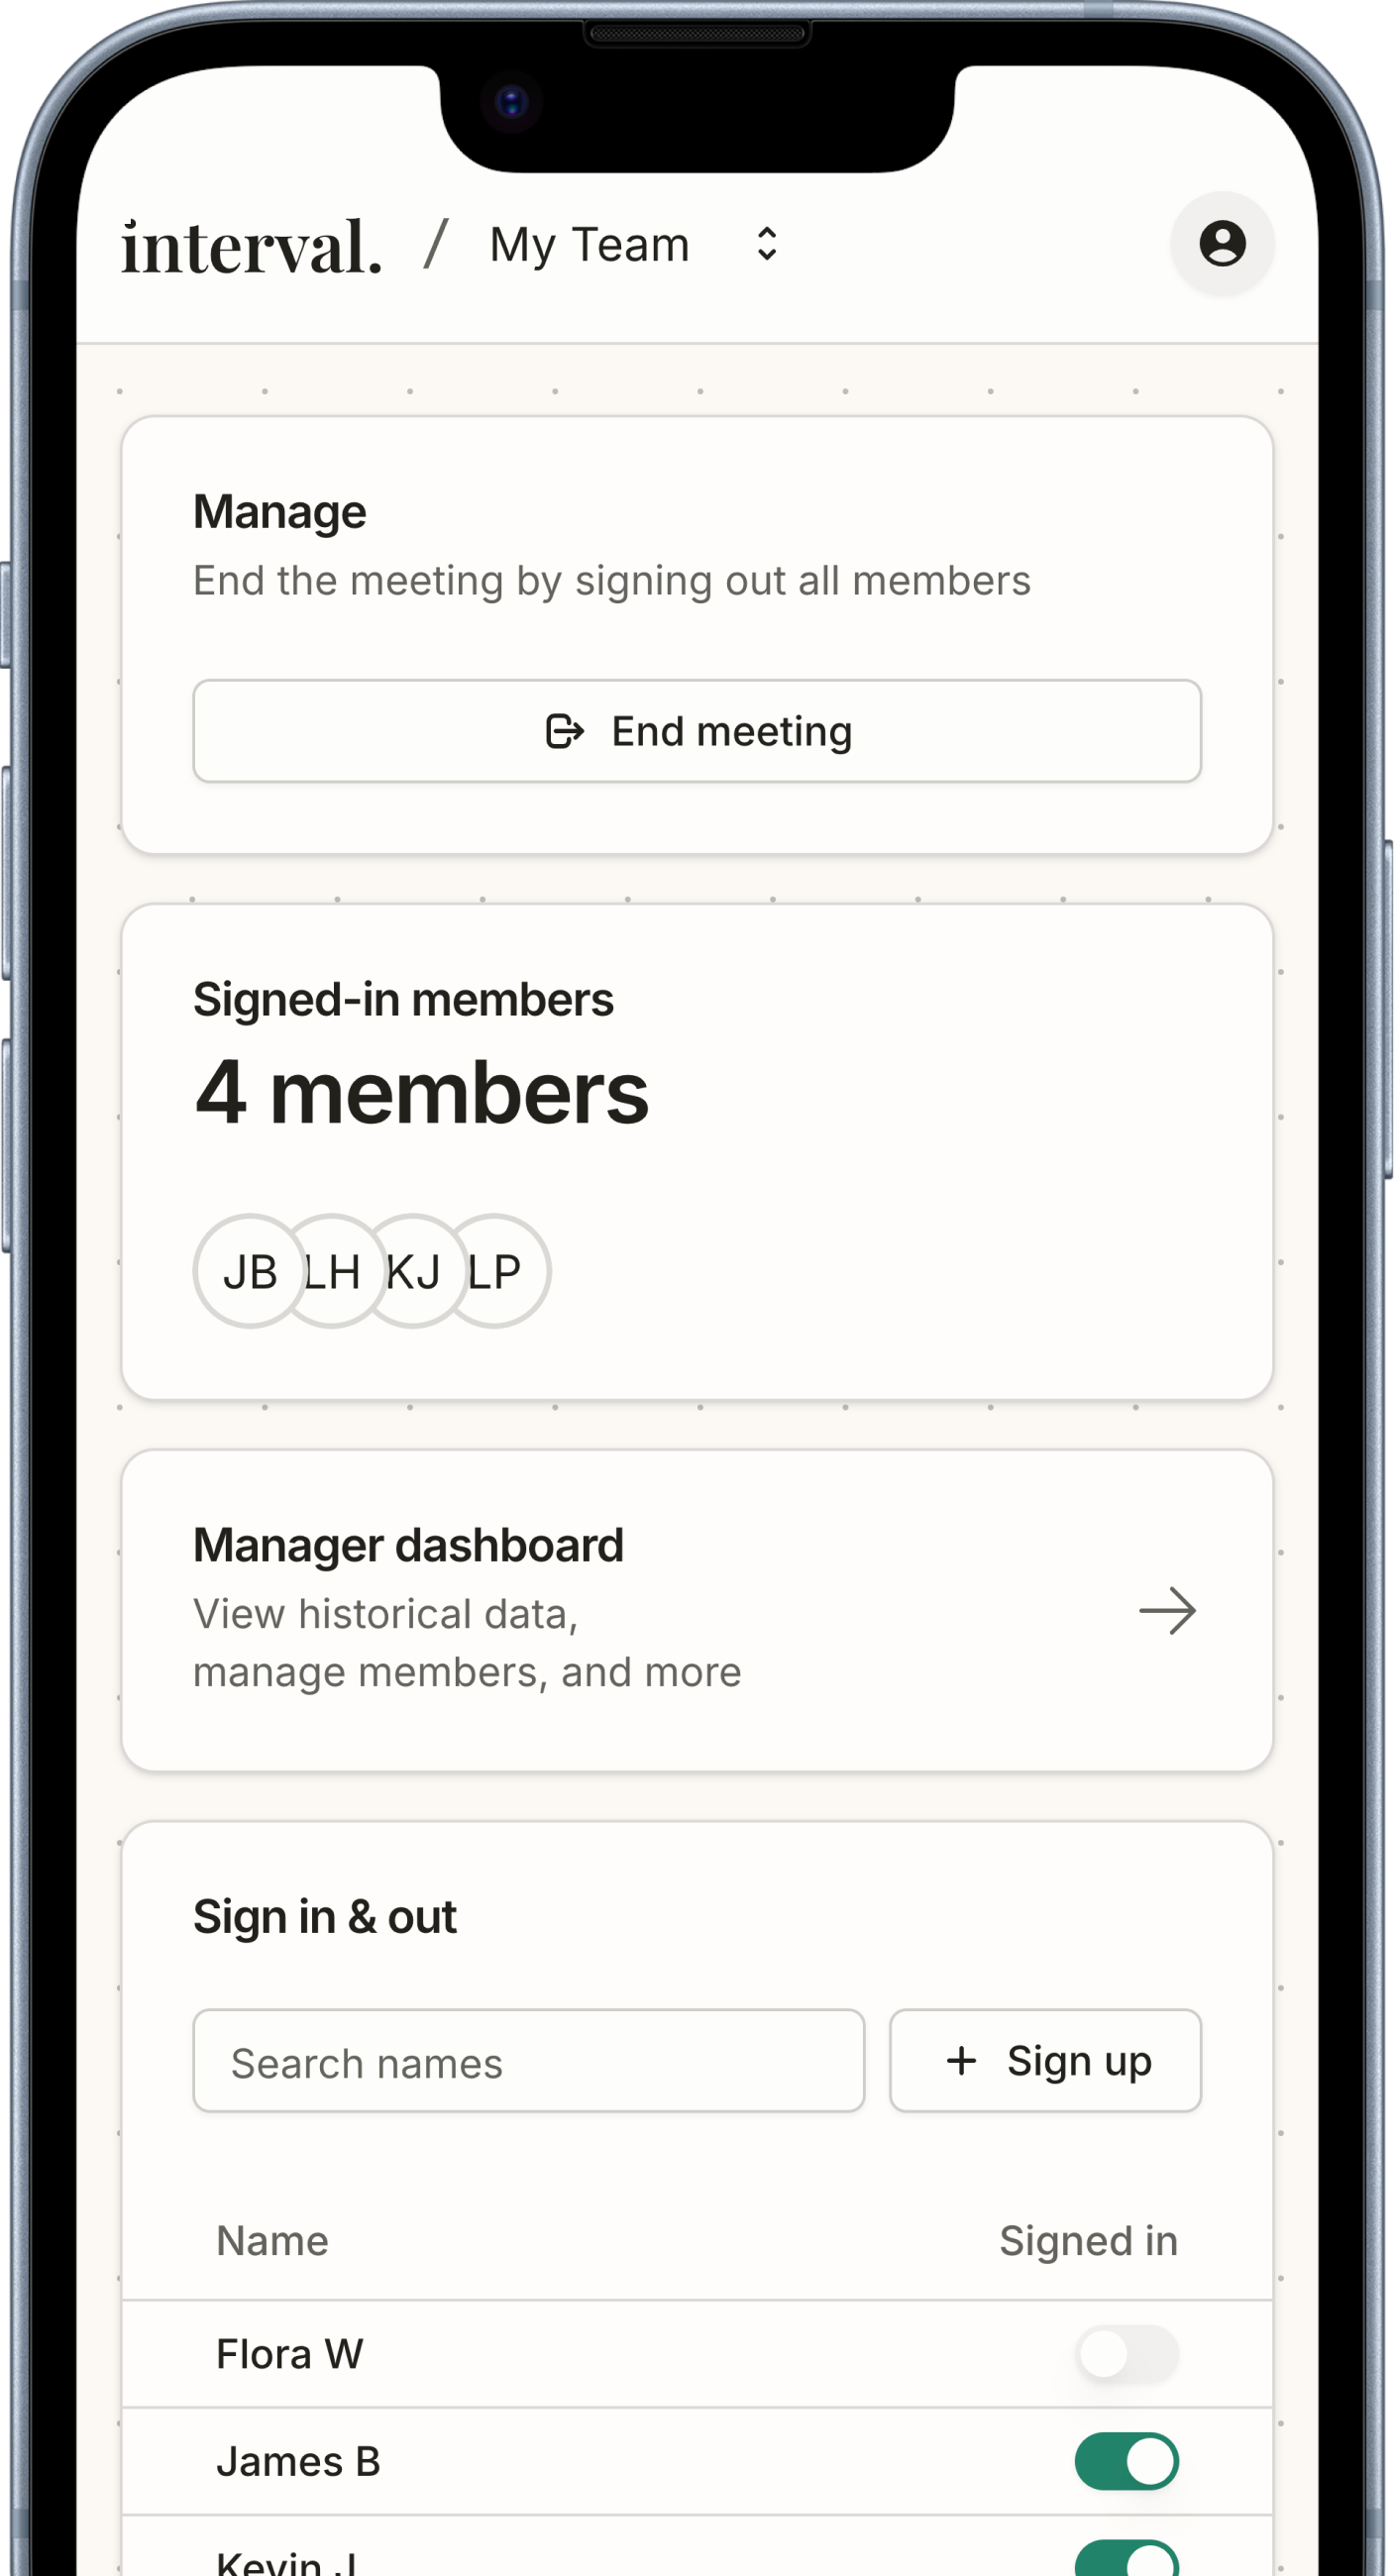 interval. / My Team
Manage
End the meeting by signing out all members
End meeting
Signed-in members
4 members
JB LH KJ LP
Manager dashboard
View historical data,
manage members, and more
Sign in & out
Search names
+ Sign up
Name Signed in
Flora W
James B
Kevin J